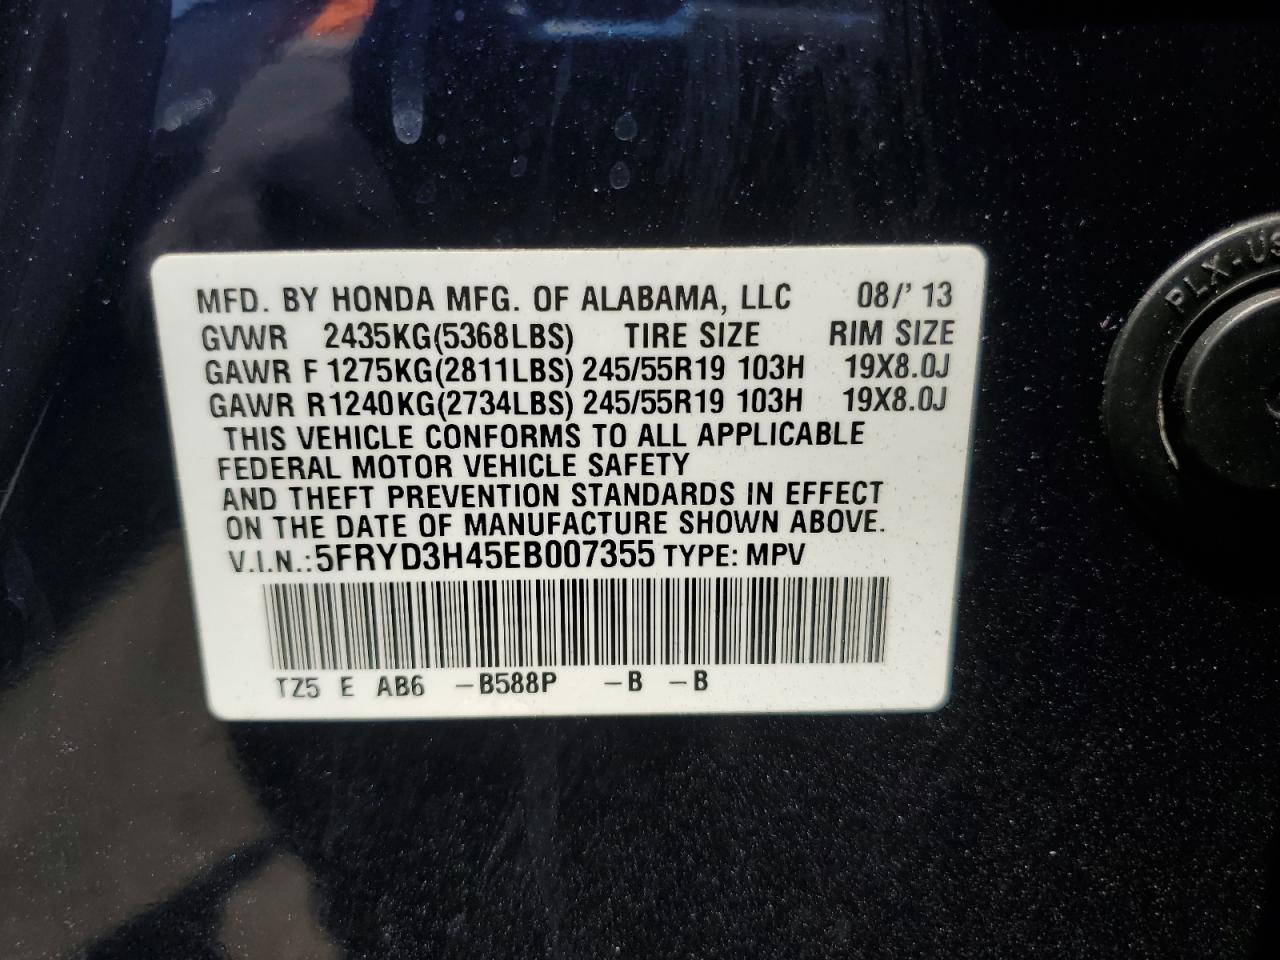 MFD. BY HONDA MFG. OF ALABAMA, LLC 08/' 13
GVWR 2435KG(5368LBS) TIRE SIZE RIM SIZE
GAWR F 1275KG(2811LBS) 245/55R19 103H 19X8.0J
GAWR R1240KG(2734LBS) 245/55R19 103H 19X8.0J
THIS VEHICLE CONFORMS TO ALL APPLICABLE
FEDERAL MOTOR VEHICLE SAFETY
AND THEFT PREVENTION STANDARDS IN EFFECT
ON THE DATE OF MANUFACTURE SHOWN ABOVE.
V.I.N.:5FRYD3H45EB007355 TYPE: MPV
TZ5 E AB6 -B588P -B -B
PLX-US